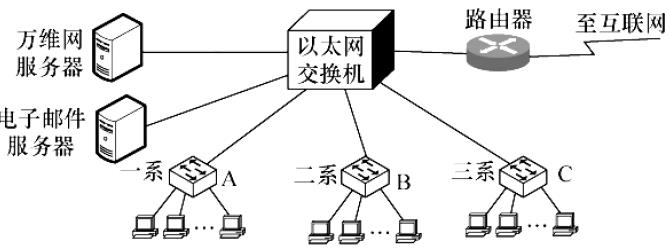 万维网
服务器
以太网
交换机
路由器
至互联网
电子邮件
服务器
一系
A
···
二系
B
···
三系
C
···